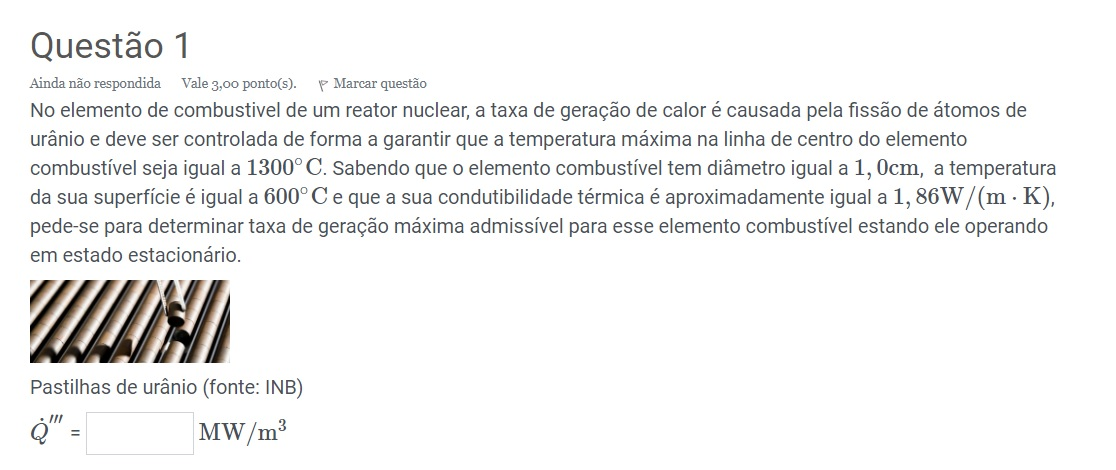 Questão 1
Ainda não respondida Vale 3,00 ponto(s). Marcar questão
No elemento de combustivel de um reator nuclear, a taxa de geração de calor é causada pela fissão de átomos de
urânio e deve ser controlada de forma a garantir que a temperatura máxima na linha de centro do elemento
combustível seja igual a 1300°C. Sabendo que o elemento combustível tem diâmetro igual a 1,0cm, a temperatura
da sua superfície é igual a 600°C e que a sua condutibilidade térmica é aproximadamente igual a 1,86W/(m · K),
pede-se para determinar taxa de geração máxima admissível para esse elemento combustível estando ele operando
em estado estacionário.
Pastilhas de urânio (fonte: INB)
Q̇''' = MW/m³